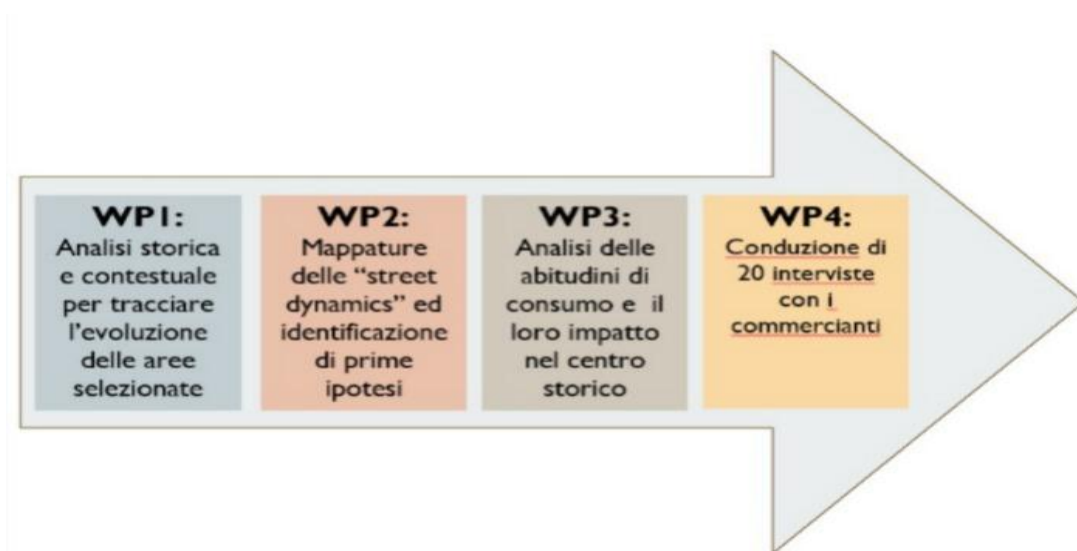 WP1:
Analisi storica
e contestuale
per tracciare
l'evoluzione
delle aree
selezionate
WP2:
Mappature
delle “street
dynamics” ed
identificazione
di prime
ipotesi
WP3:
Analisi delle
abitudini di
consumo e il
loro impatto
nel centro
storico
WP4:
Conduzione di
20 interviste
con i
commercianti